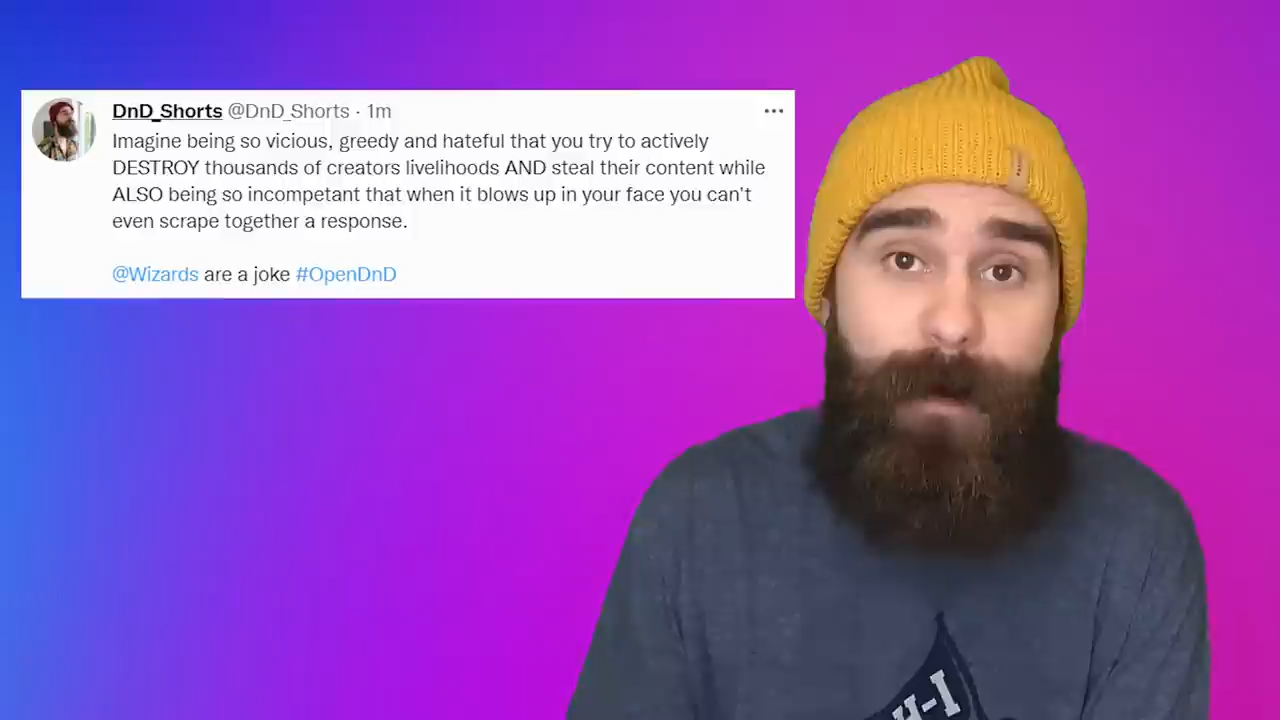 DnD_Shorts @DnD_Shorts · 1m
Imagine being so vicious, greedy and hateful that you try to actively
DESTROY thousands of creators livelihoods AND steal their content while
ALSO being so incompetant that when it blows up in your face you can't
even scrape together a response.
@Wizards are a joke #OpenDnD
H-I